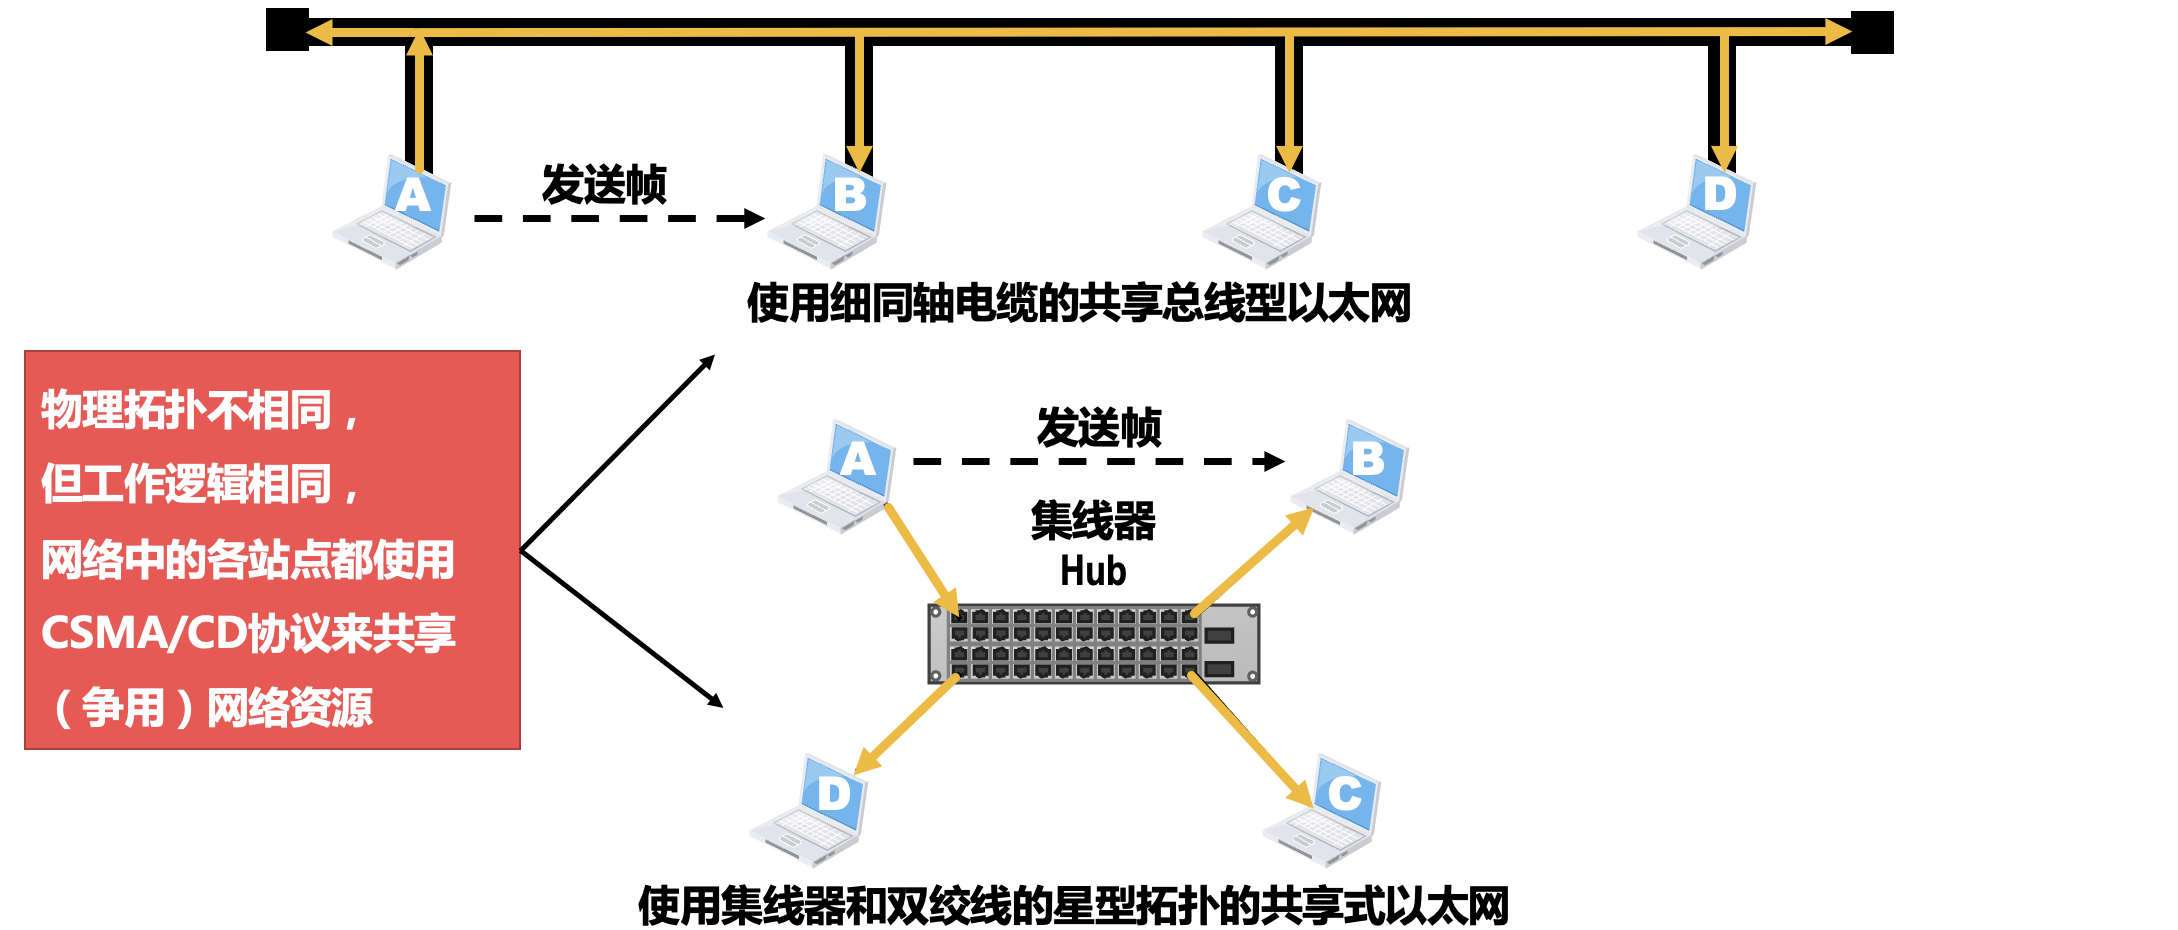 A
发送帧
B
C
D
使用细同轴电缆的共享总线型以太网
物理拓扑不相同，
但工作逻辑相同，
网络中的各站点都使用
CSMA/CD协议来共享
（争用）网络资源
A
发送帧
B
集线器
Hub
D
C
使用集线器和双绞线的星型拓扑的共享式以太网